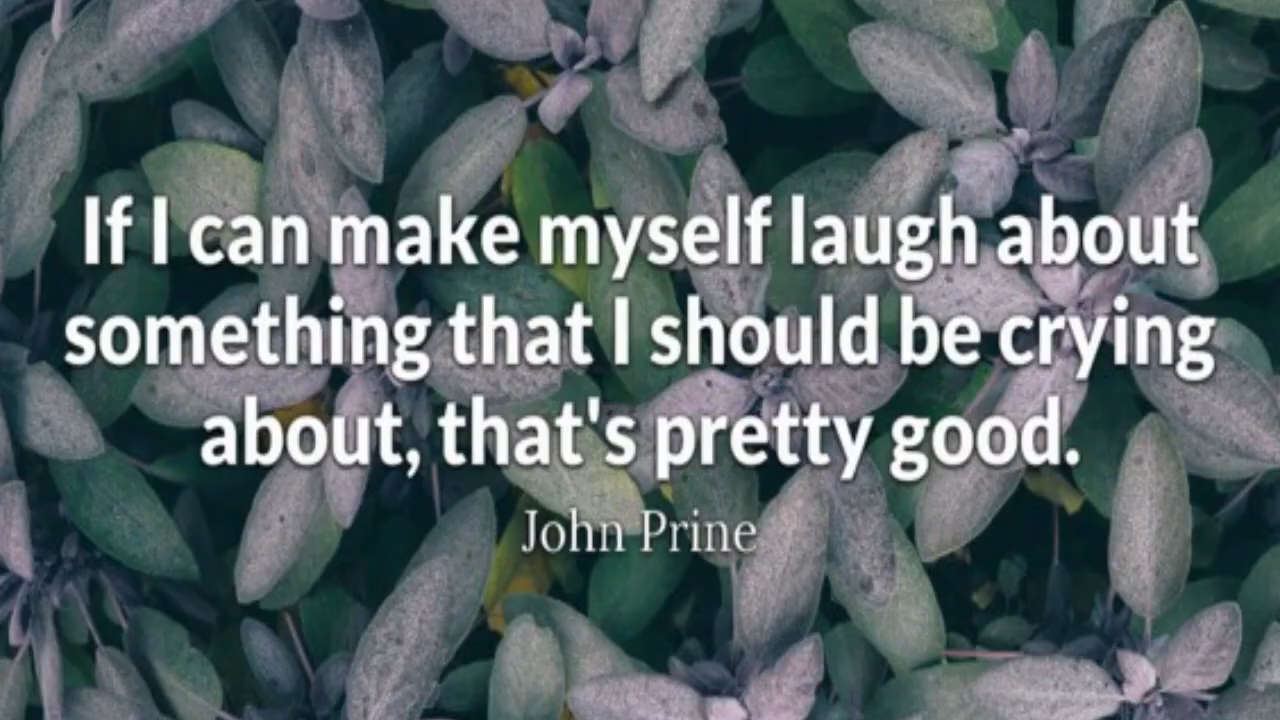 If I can make myself laugh about
something that I should be crying
about, that's pretty good.
John Prine